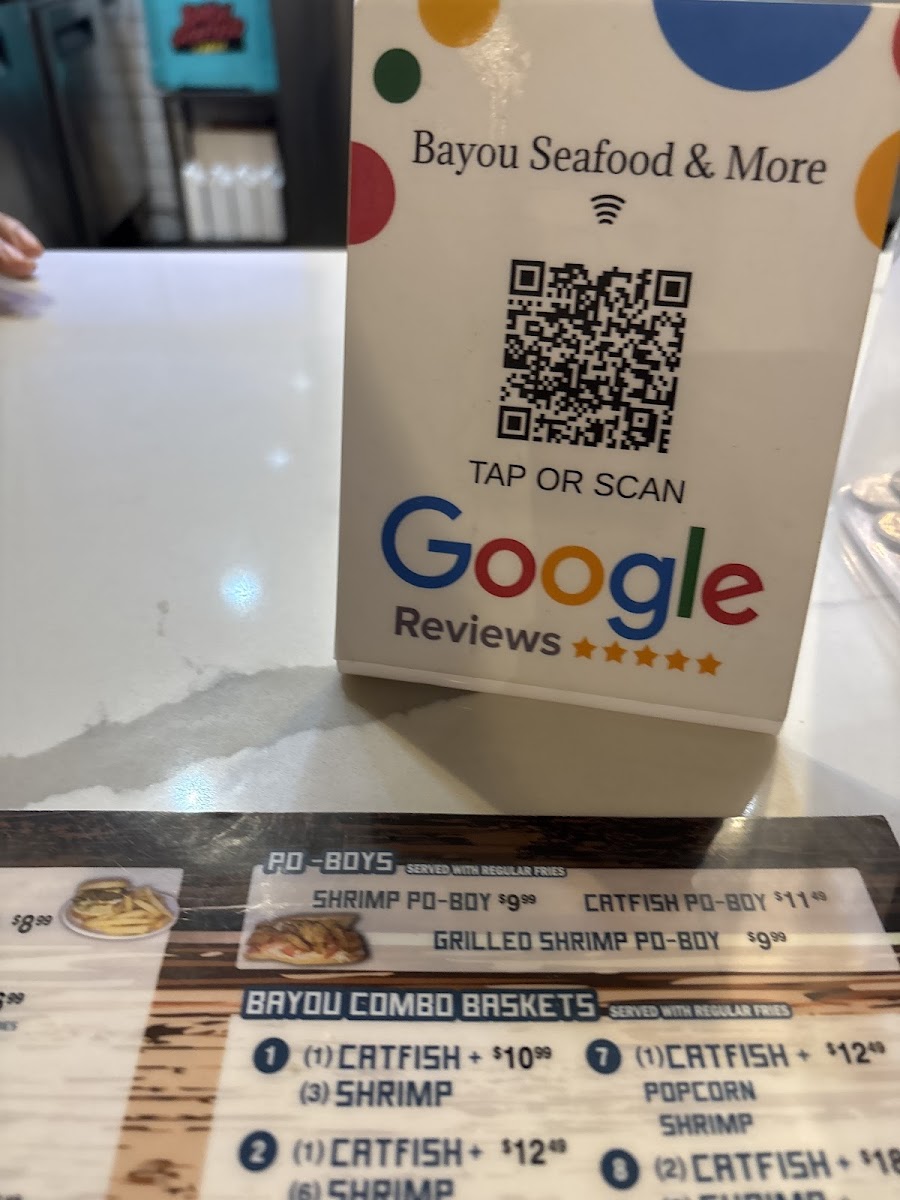 Bayou Seafood & More
TAP OR SCAN
Google
Reviews
PO-BOYS SERVED WITH REGULAR FRIES
SHRIMP PO-BOY $9.99 CATFISH PO-BOY $11.49
GRILLED SHRIMP PO-BOY $9.99
$8.99
BAYOU COMBO BASKETS SERVED WITH REGULAR FRIES
1 (1) CATFISH + $10.99
(3) SHRIMP
2 (1) CATFISH + $12.49
(6) SHRIMP
7 (1) CATFISH + $12.49
POPCORN
SHRIMP
8 (2) CATFISH + $18